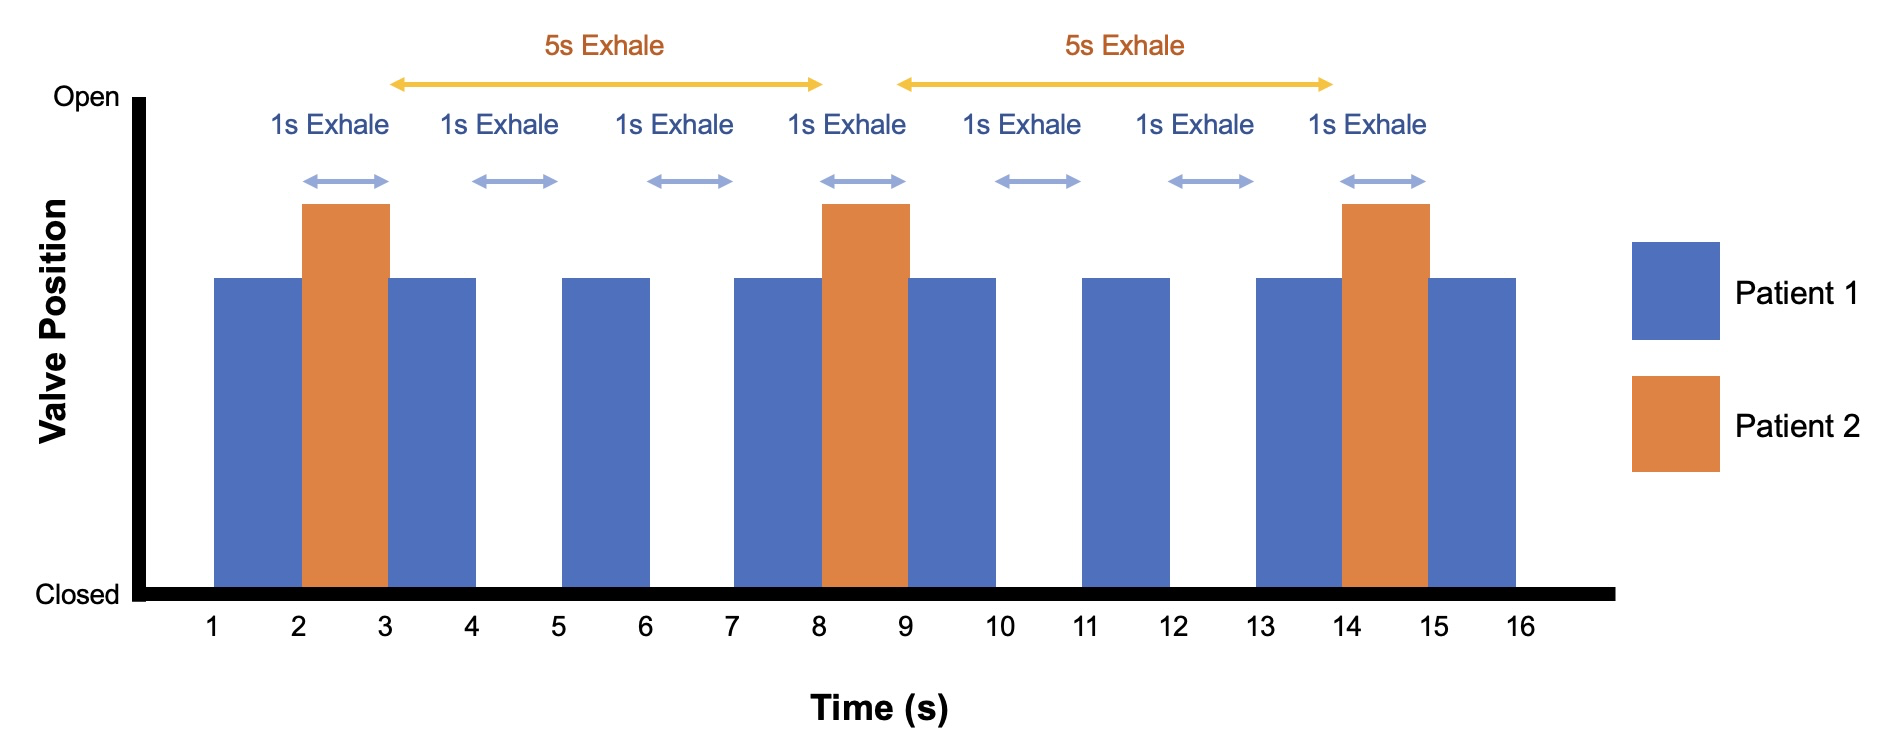 5s Exhale 5s Exhale
Open
1s Exhale 1s Exhale 1s Exhale 1s Exhale 1s Exhale 1s Exhale 1s Exhale
Valve Position
Patient 1
Patient 2
Closed
1 2 3 4 5 6 7 8 9 10 11 12 13 14 15 16
Time (s)